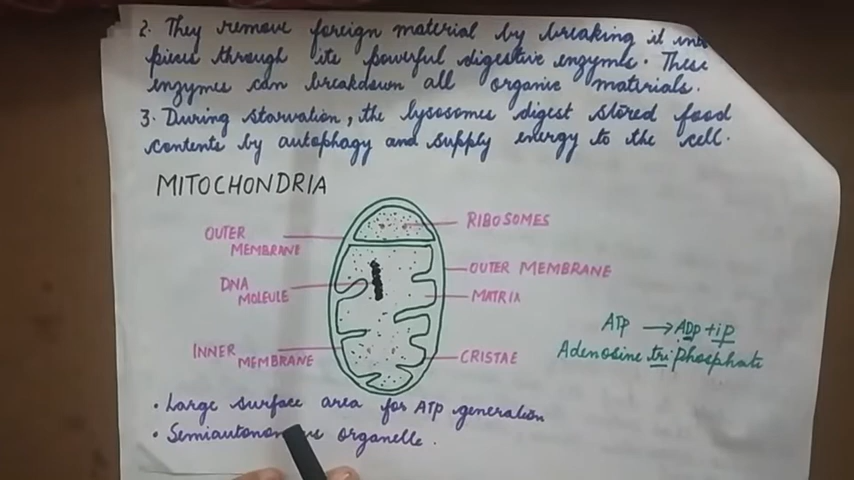 2. They remove foreign material by breaking it into
pieces through its powerful digestive enzymes. These
enzymes can breakdown all organic materials.
3. During starvation, the lysosomes digest stored food
contents by autophagy and supply energy to the cell.
MITOCHONDRIA
RIBOSOMES
OUTER
MEMBRANE
OUTER MEMBRANE
DNA
MOLEULE
MATRIX
ATP → ADP + iP
Adenosine triphosphate
INNER
MEMBRANE
CRISTAE
• Large surface area for ATP generation
• Semiautonomous organelle.